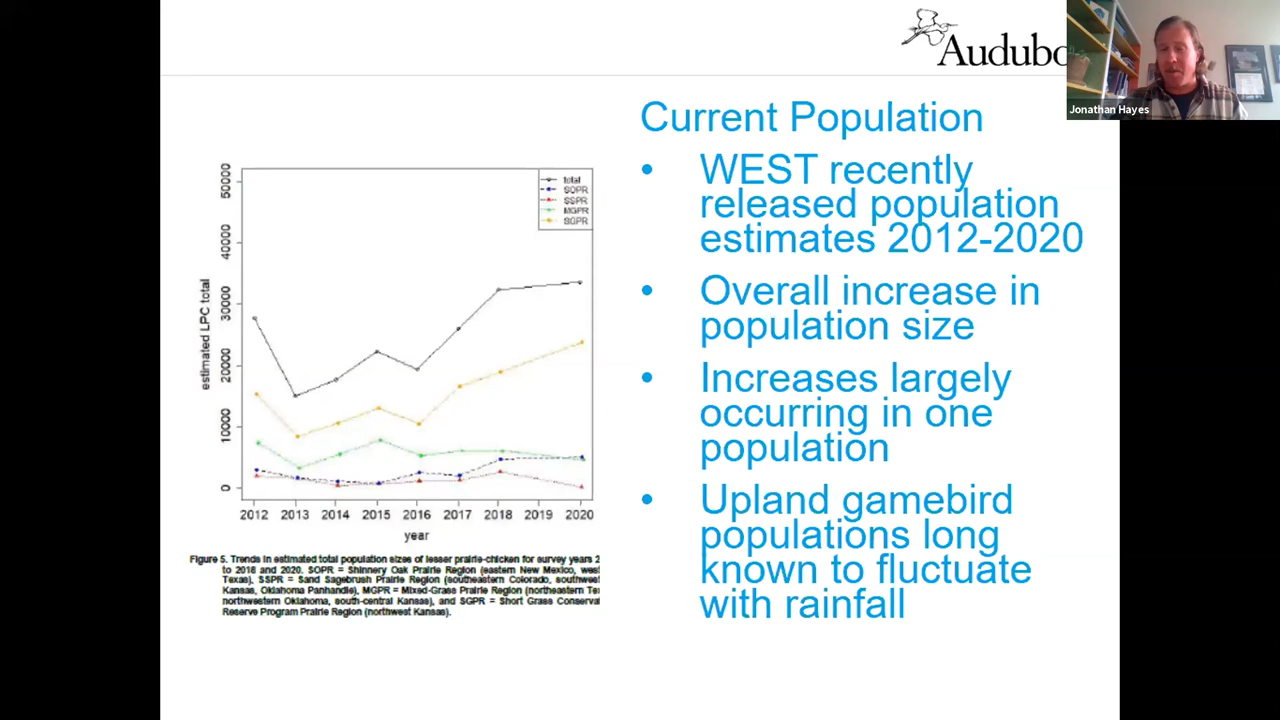 Audubo
Jonathan Hayes
Current Population
• WEST recently
released population
estimates 2012-2020
• Overall increase in
population size
• Increases largely
occurring in one
population
• Upland gamebird
populations long
known to fluctuate
with rainfall
total
SOPR
SSPR
MGPR
SGPR
50000
40000
30000
20000
10000
0
estimated LPC total
2012 2013 2014 2015 2016 2017 2018 2019 2020
year
Figure 5. Trends in estimated total population sizes of lesser prairie-chicken for survey years 2
to 2018 and 2020. SOPR = Shinnery Oak Prairie Region (eastern New Mexico, wes
Texas), SSPR = Sand Sagebrush Prairie Region (southeastern Colorado, southwes
Kansas, Oklahoma Panhandle), MGPR = Mixed-Grass Prairie Region (northeastern Te
northwestern Oklahoma, south-central Kansas), and SGPR = Short Grass Conserva
Reserve Program Prairie Region (northwest Kansas).